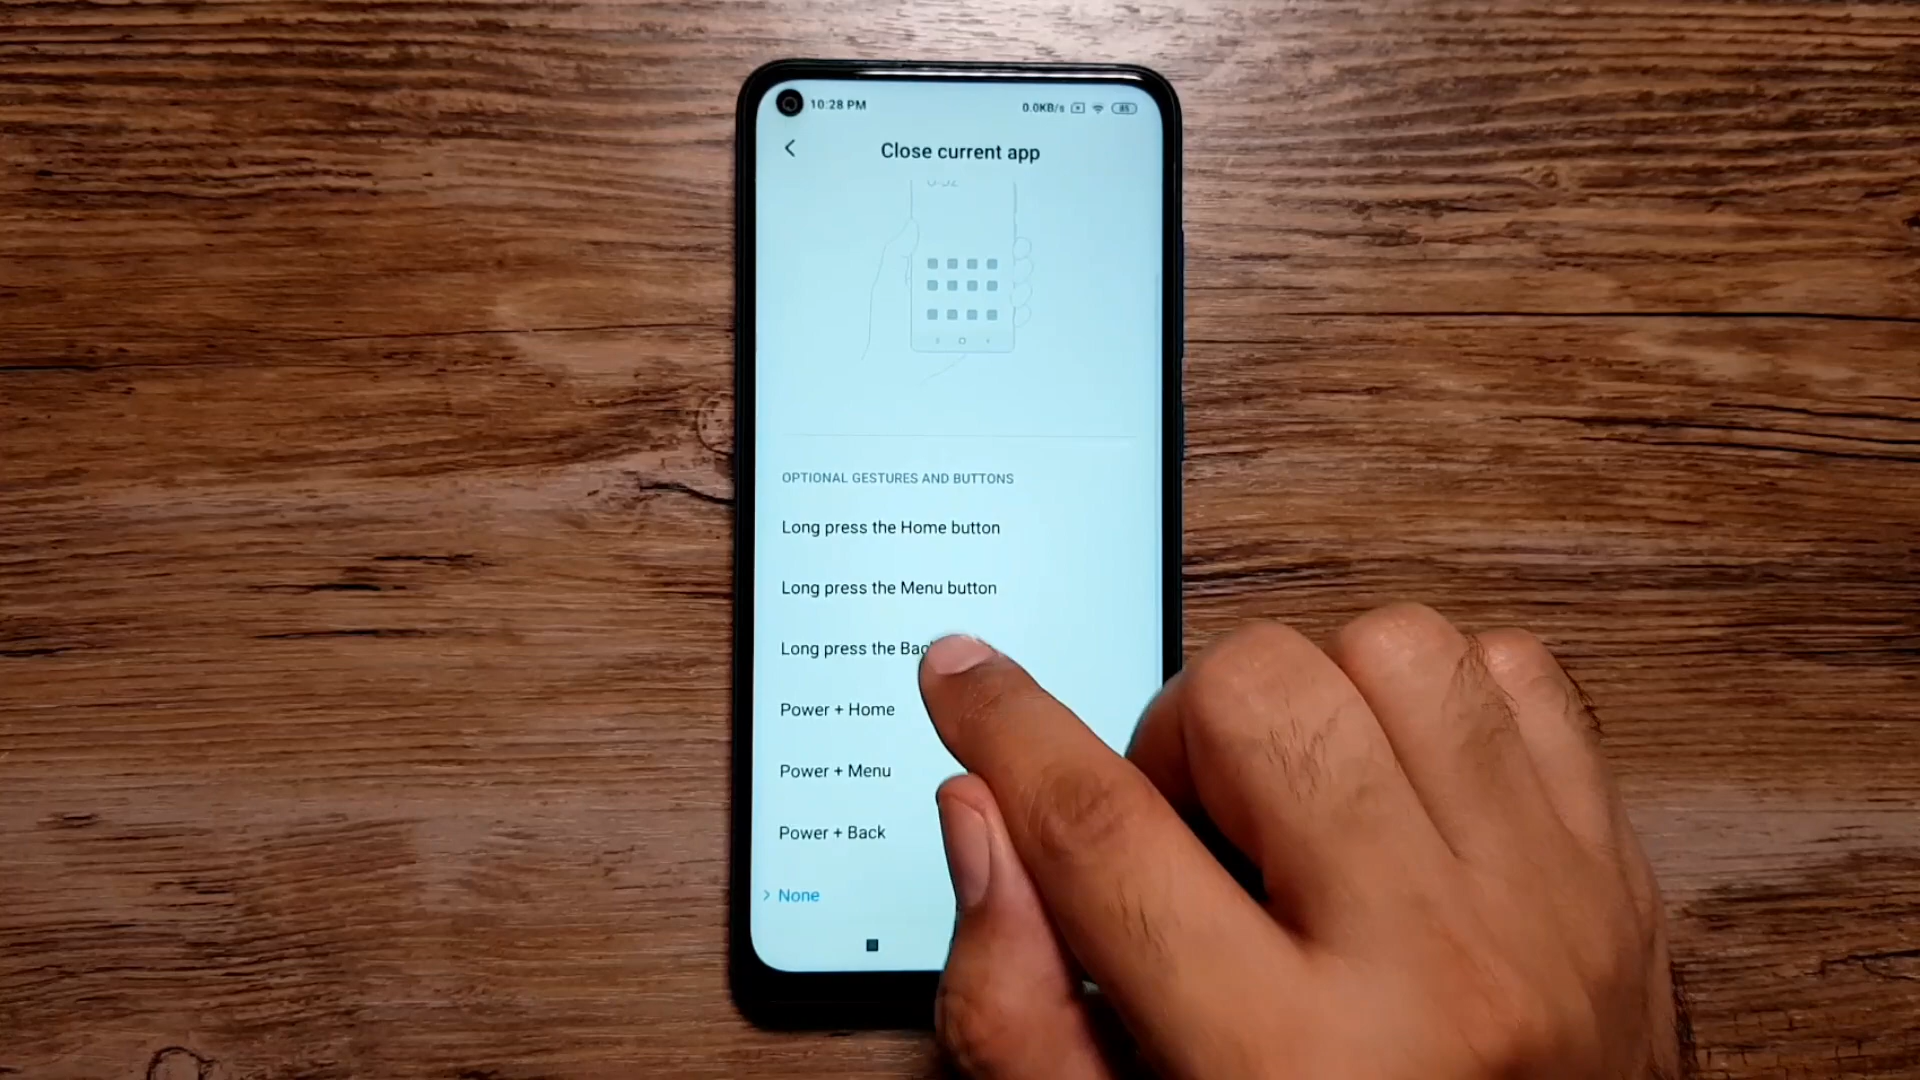 10:28 PM
0.0KB/s
85
Close current app
OPTIONAL GESTURES AND BUTTONS
Long press the Home button
Long press the Menu button
Long press the
Power + Home
Power + Menu
Power + Back
> None